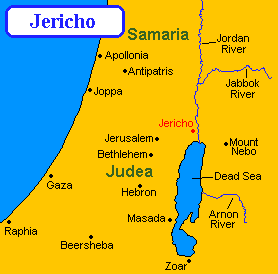 Jericho
Samaria
Jordan
River
Apollonia
Antipatris
Jabbok
River
Joppa
Jericho
Jerusalem
Mount
Nebo
Bethlehem
Judea
Dead Sea
Gaza
Hebron
Arnon
River
Masada
Raphia
Beersheba
Zoar